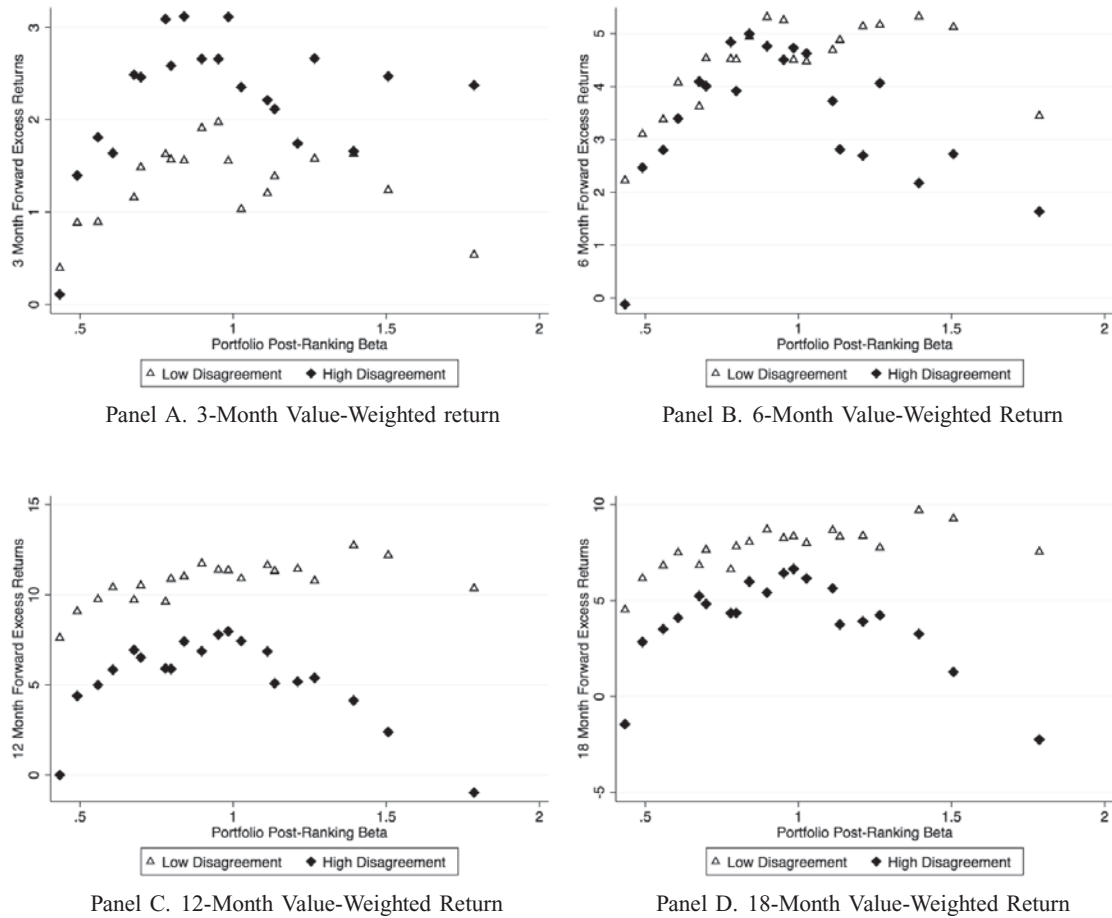 3 Month Forward Excess Returns
3
2
1
0
.5 1 1.5 2
Portfolio Post-Ranking Beta
Low Disagreement High Disagreement
Panel A. 3-Month Value-Weighted return
6 Month Forward Excess Returns
5
4
3
2
1
0
.5 1 1.5 2
Portfolio Post-Ranking Beta
Low Disagreement High Disagreement
Panel B. 6-Month Value-Weighted Return
12 Month Forward Excess Returns
15
10
5
0
.5 1 1.5 2
Portfolio Post-Ranking Beta
Low Disagreement High Disagreement
Panel C. 12-Month Value-Weighted Return
18 Month Forward Excess Returns
10
5
0
-5
.5 1 1.5 2
Portfolio Post-Ranking Beta
Low Disagreement High Disagreement
Panel D. 18-Month Value-Weighted Return